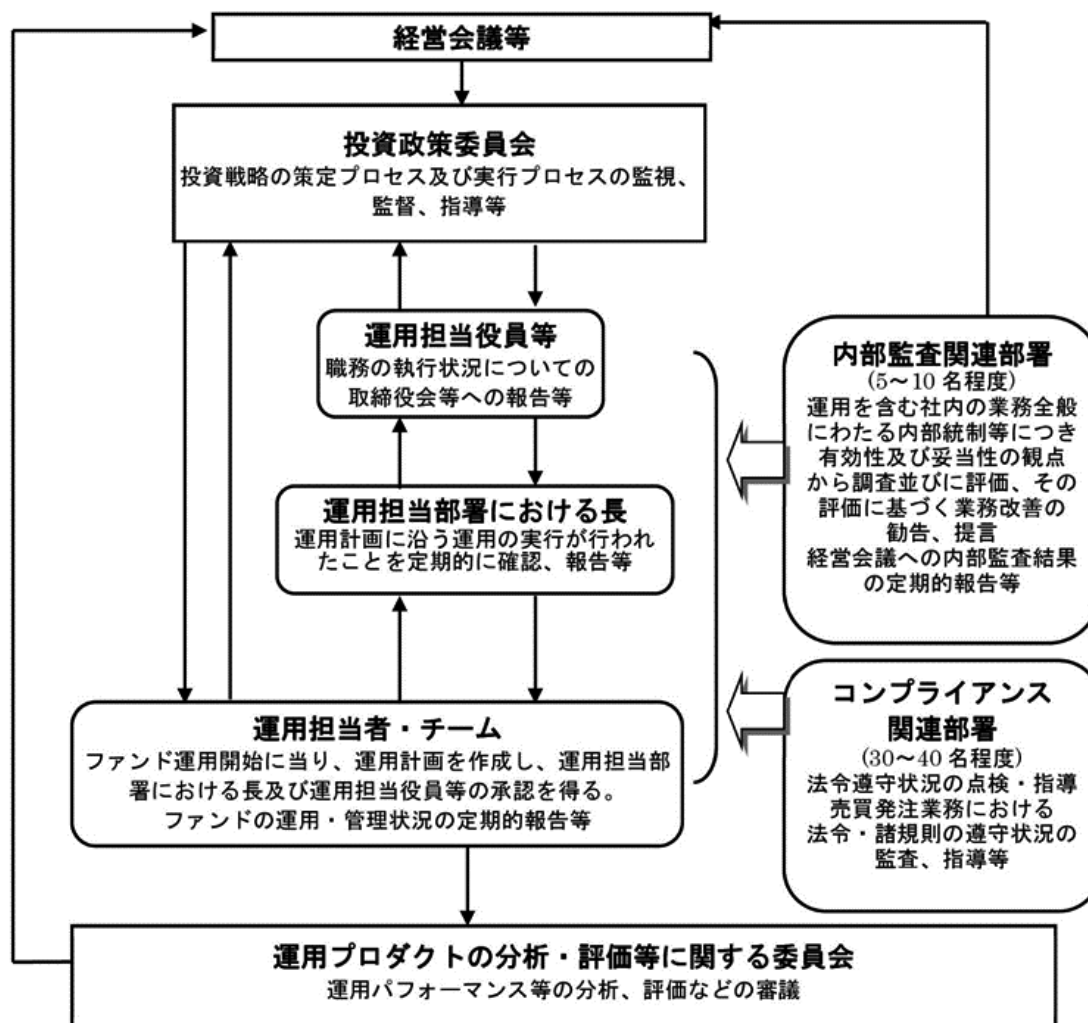 経営会議等
投資政策委員会
投資戦略の策定プロセス及び実行プロセスの監視、
監督、指導等
運用担当役員等
職務の執行状況についての
取締役会等への報告等
運用担当部署における長
運用計画に沿う運用の実行が行われ
たことを定期的に確認、報告等
運用担当者・チーム
ファンド運用開始に当り、運用計画を作成し、運用担当部
署における長及び運用担当役員等の承認を得る。
ファンドの運用・管理状況の定期的報告等
内部監査関連部署
(5～10 名程度)
運用を含む社内の業務全般
にわたる内部統制等につき
有効性及び妥当性の観点
から調査並びに評価、その
評価に基づく業務改善の
勧告、提言
経営会議への内部監査結果
の定期的報告等
コンプライアンス
関連部署
(30～40 名程度)
法令遵守状況の点検・指導
売買発注業務における
法令・諸規則の遵守状況の
監査、指導等
運用プロダクトの分析・評価等に関する委員会
運用パフォーマンス等の分析、評価などの審議